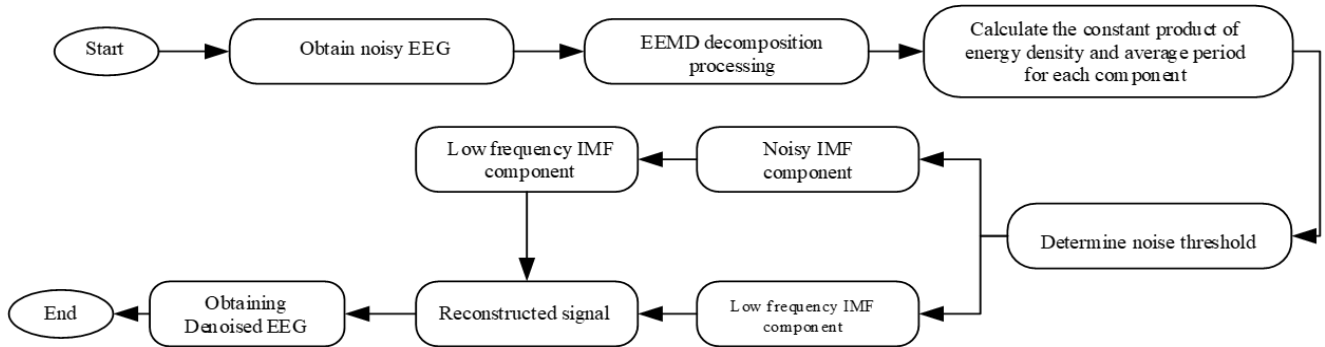 Start
Obtain noisy EEG
EEMD decomposition
processing
Calculate the constant product of
energy density and average period
for each component
Low frequency IMF
component
Noisy IMF
component
Determine noise threshold
End
Obtaining
Denoised EEG
Reconstructed signal
Low frequency IMF
component